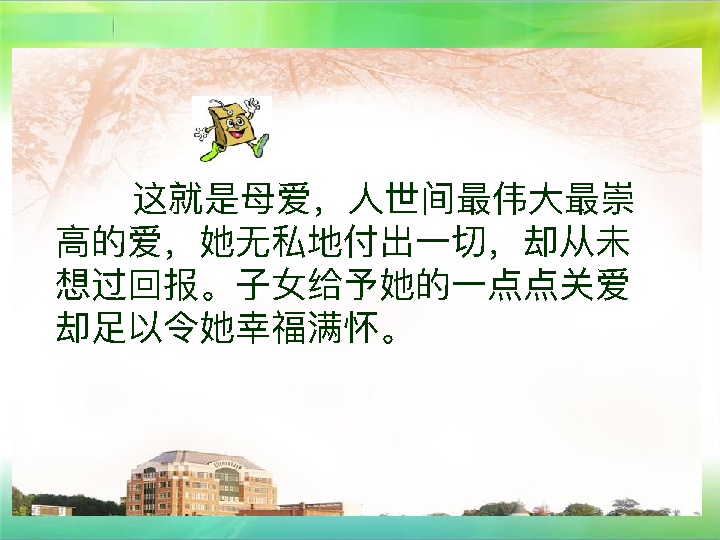 这就是母爱，人世间最伟大最崇
高的爱，她无私地付出一切，却从未
想过回报。子女给予她的一点点关爱
却足以令她幸福满怀。